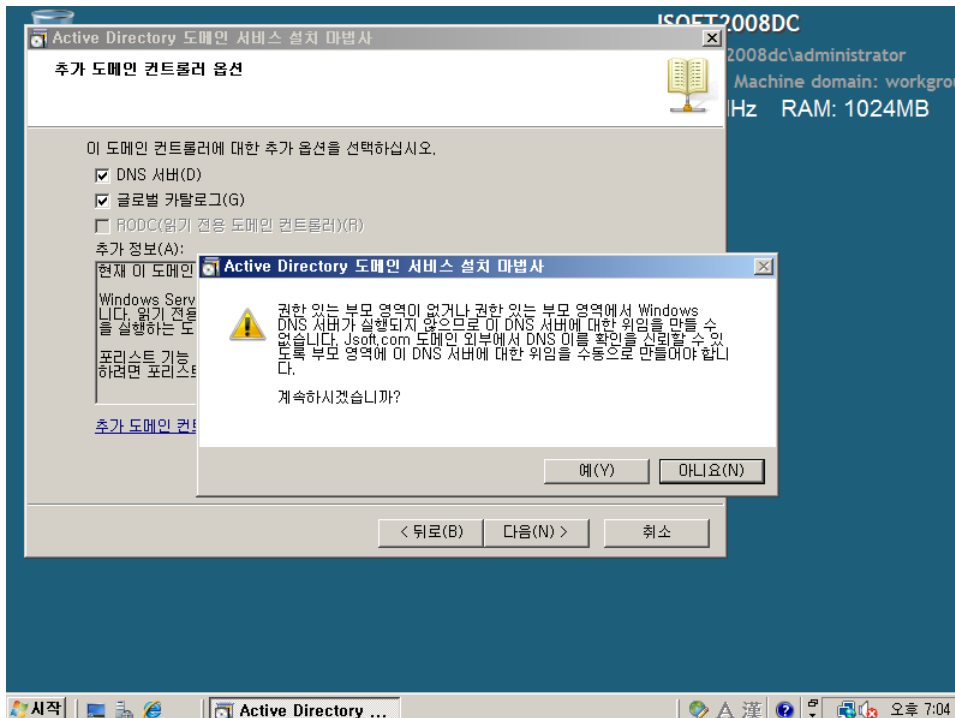 JSOFT2008DC
Active Directory 도메인 서비스 설치 마법사
2008dc\administrator
추가 도메인 컨트롤러 옵션
Machine domain: workgrou
Hz RAM: 1024MB
이 도메인 컨트롤러에 대한 추가 옵션을 선택하십시오.
DNS 서버(D)
글로벌 카탈로그(G)
RODC(읽기 전용 도메인 컨트롤러)(R)
추가 정보(A):
현재 이 도메인
Windows Serv
니다. 읽기 전용
을 실행하는 도
포리스트 기능
하려면 포리스트
추가 도메인 컨트
Active Directory 도메인 서비스 설치 마법사
권한 있는 부모 영역이 없거나 권한 있는 부모 영역에서 Windows
DNS 서버가 실행되지 않으므로 이 DNS 서버에 대한 위임을 만들 수
없습니다. Jsoft.com 도메인 외부에서 DNS 이름 확인을 신뢰할 수 있
도록 부모 영역에 이 DNS 서버에 대한 위임을 수동으로 만들어야 합니
다.
계속하시겠습니까?
예(Y) 아니요(N)
< 뒤로(B) 다음(N) > 취소
시작 Active Directory ... A 漢 오후 7:04